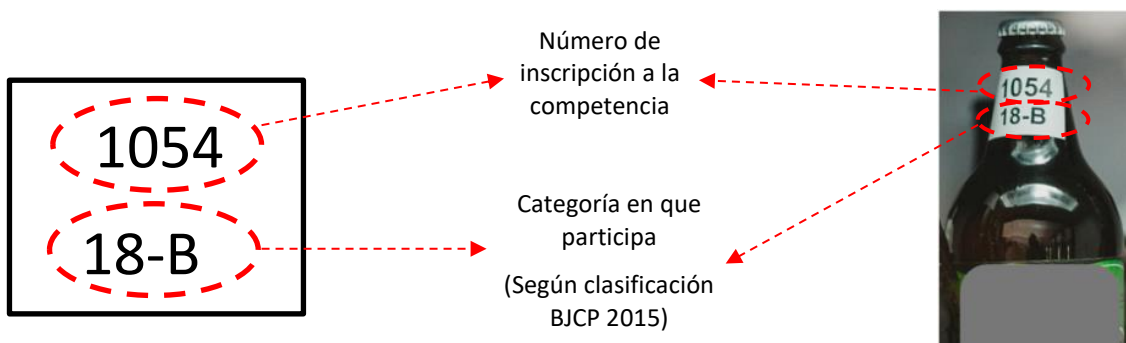 1054
18-B
Número de
inscripción a la
competencia
Categoría en que
participa
(Según clasificación
BJCP 2015)
1054
18-B